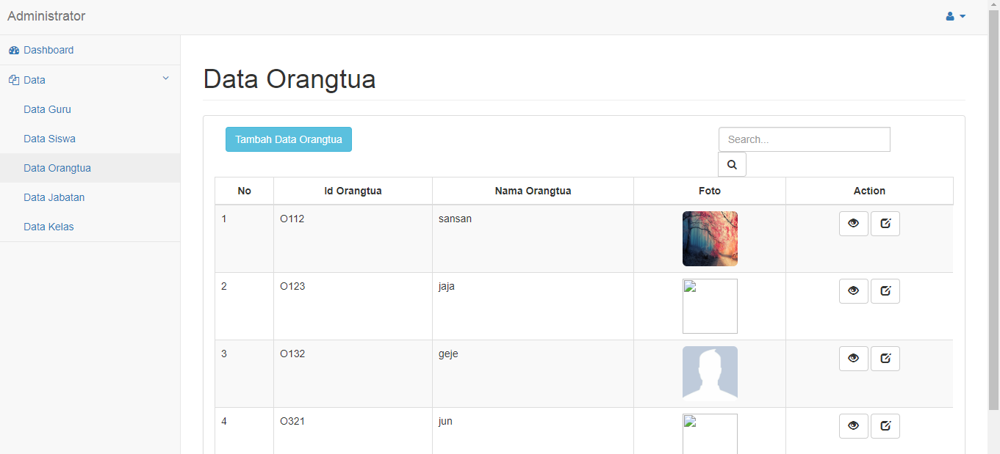 Administrator
Dashboard
Data
Data Guru
Data Siswa
Data Orangtua
Data Jabatan
Data Kelas
Data Orangtua
Tambah Data Orangtua
Search...
No Id Orangtua Nama Orangtua Foto Action
1 O112 sansan
2 O123 jaja
3 O132 geje
4 O321 jun